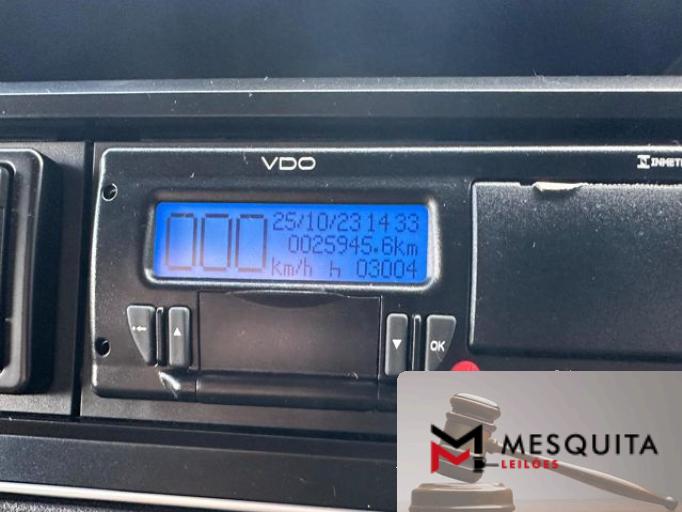 VDO
000
25/10/23 14 33
0025945.6km
km/h
03004
OK
MESQUITA
LEILÕES